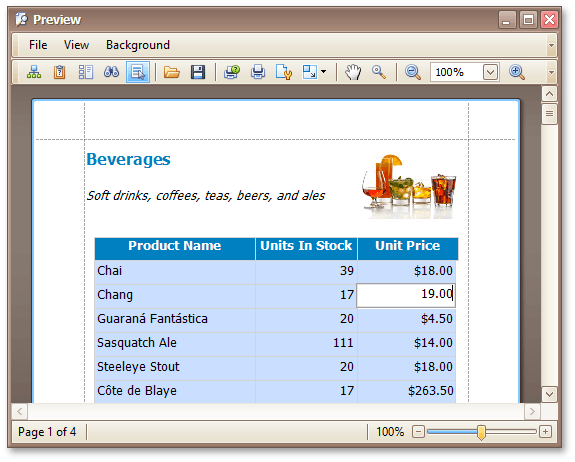 Preview
File View Background
100%
Beverages
Soft drinks, coffees, teas, beers, and ales
Product Name Units In Stock Unit Price
Chai 39 $18.00
Chang 17 19.00
Guaraná Fantástica 20 $4.50
Sasquatch Ale 111 $14.00
Steeleye Stout 20 $18.00
Côte de Blaye 17 $263.50
Page 1 of 4 100%